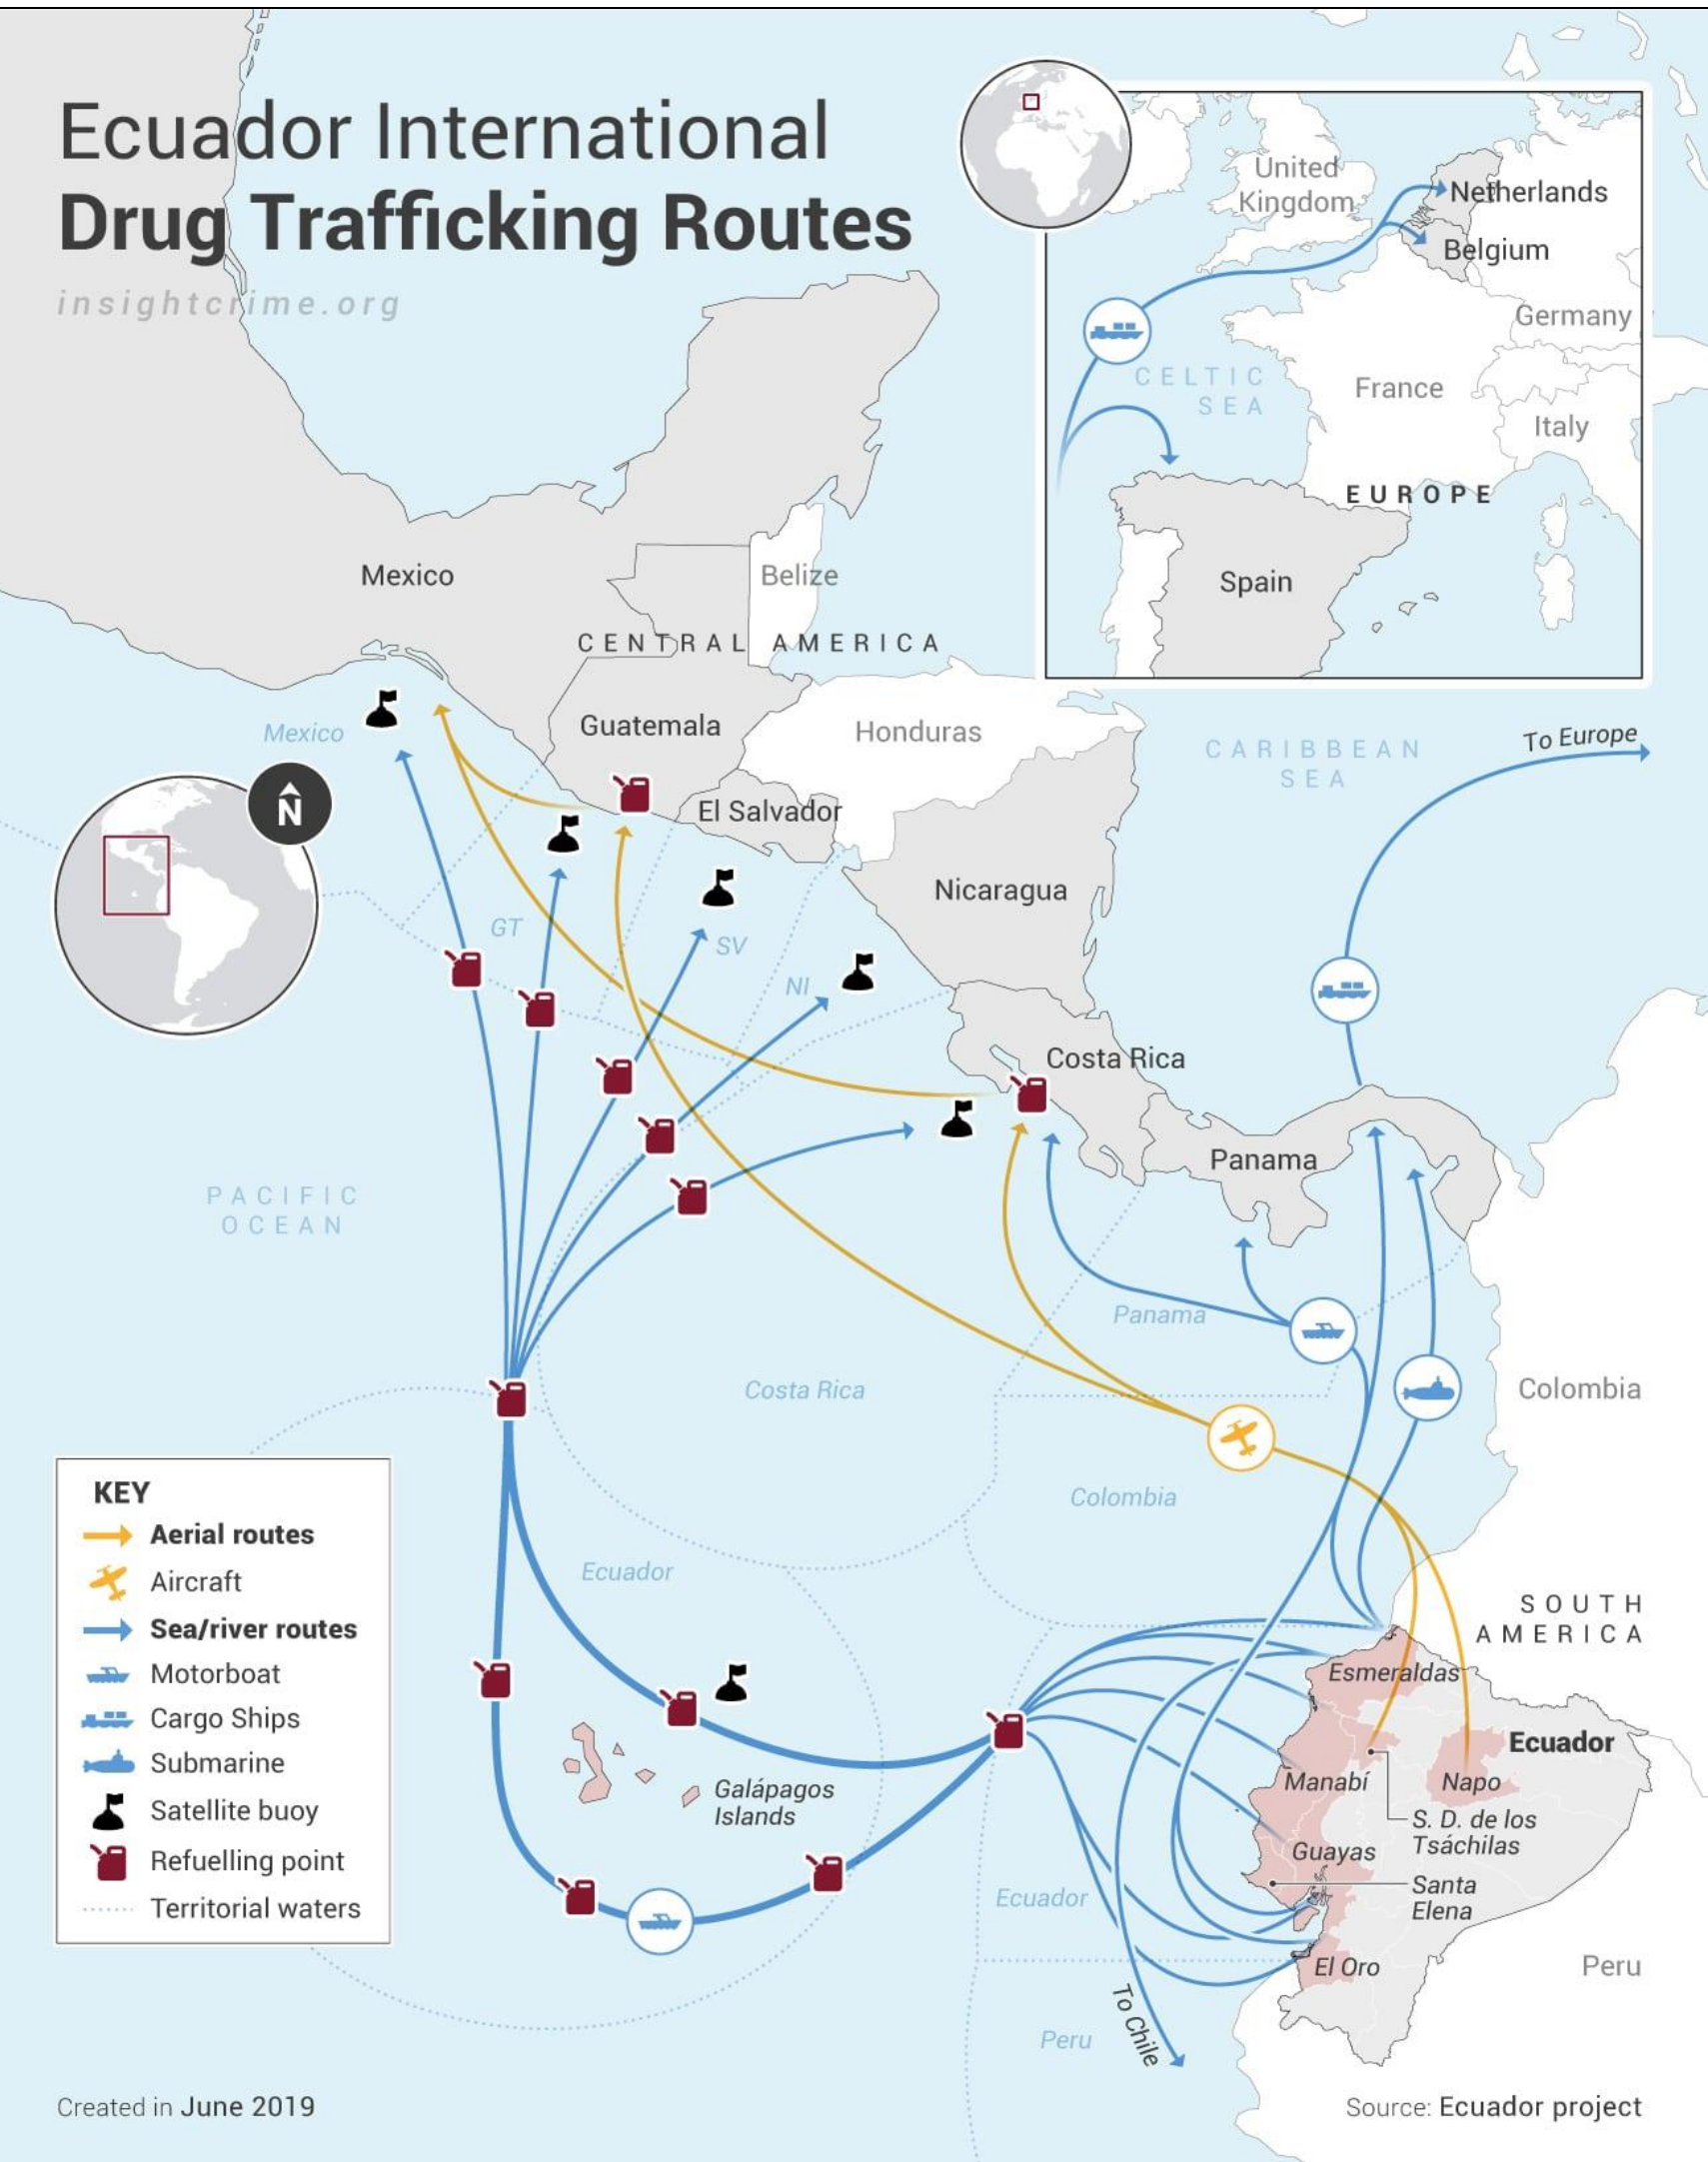 Ecuador International
Drug Trafficking Routes
insightcrime.org
United
Kingdom
Netherlands
Belgium
Germany
CELTIC
SEA
France
Italy
EUROPE
Spain
Mexico
Belize
CENTRAL AMERICA
Mexico
Guatemala
Honduras
CARIBBEAN
SEA
To Europe
N
El Salvador
Nicaragua
GT
SV
NI
Costa Rica
Panama
PACIFIC
OCEAN
Panama
Costa Rica
Colombia
Colombia
KEY
Aerial routes
Aircraft
Sea/river routes
Motorboat
Cargo Ships
Submarine
Satellite buoy
Refuelling point
Territorial waters
Ecuador
SOUTH
AMERICA
Esmeraldas
Ecuador
Manabí
Napo
Galápagos
Islands
S. D. de los
Tsáchilas
Guayas
Santa
Elena
Ecuador
El Oro
Peru
To Chile
Peru
Created in June 2019
Source: Ecuador project